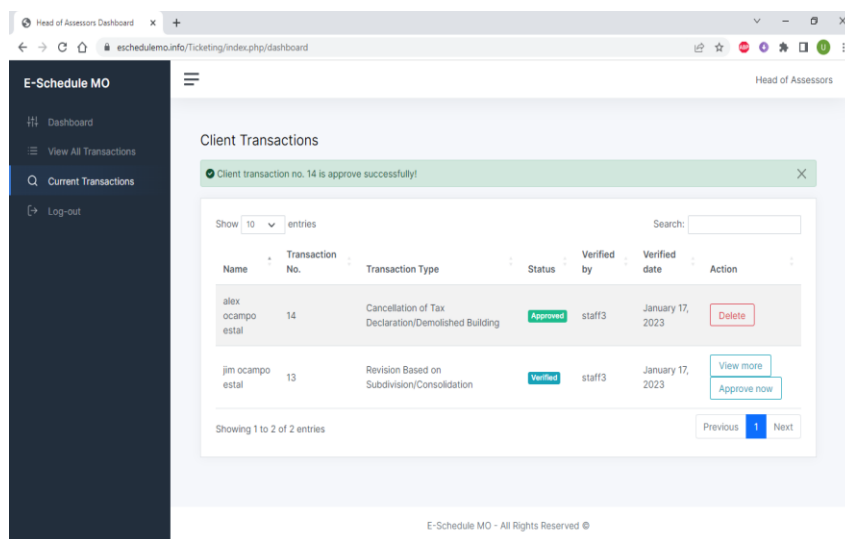 Head of Assessors Dashboard
eschedulemo.info/Ticketing/index.php/dashboard
U
E-Schedule MO
Head of Assessors
Dashboard
View All Transactions
Current Transactions
Log-out
Client Transactions
Client transaction no. 14 is approve successfully!
Show 10 entries
Search:
Name
Transaction
No.
Transaction Type
Status
Verified
by
Verified
date
Action
alex
ocampo
estal
14
Cancellation of Tax
Declaration/Demolished Building
Approved
staff3
January 17,
2023
Delete
jim ocampo
estal
13
Revision Based on
Subdivision/Consolidation
Verified
staff3
January 17,
2023
View more
Approve now
Showing 1 to 2 of 2 entries
Previous 1 Next
E-Schedule MO - All Rights Reserved ©